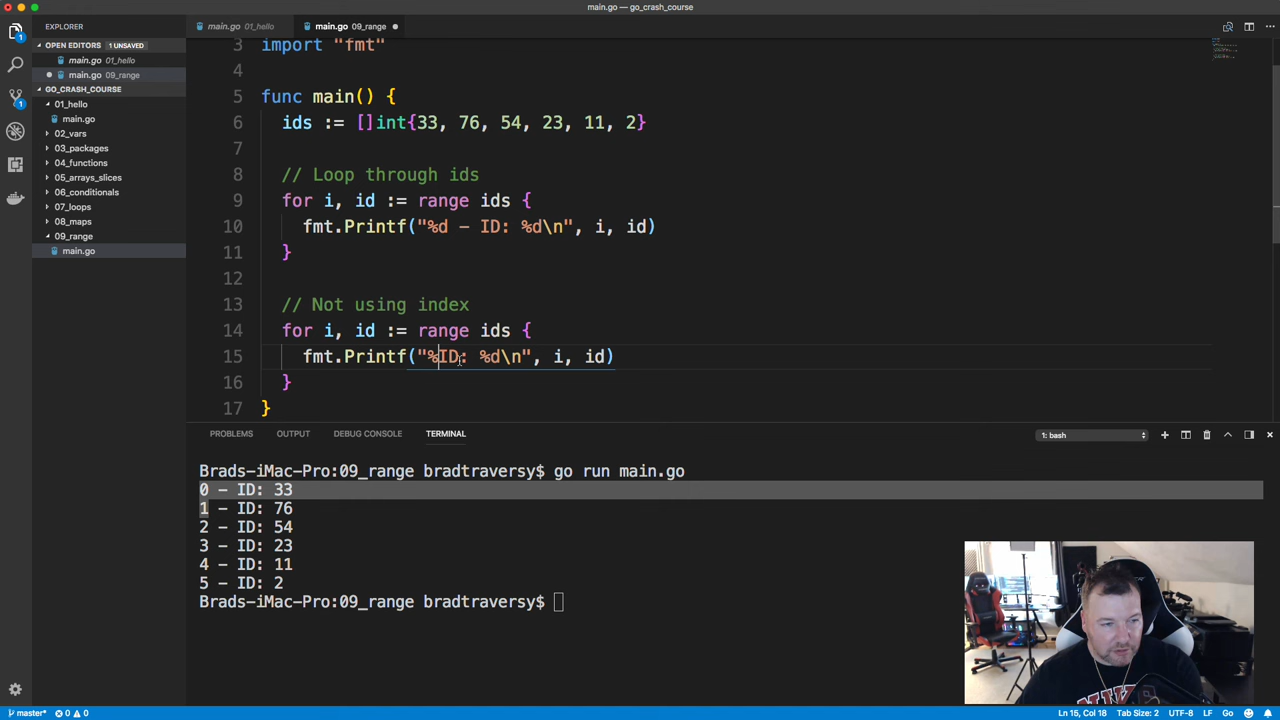 main.go — go_crash_course
EXPLORER
main.go 01_hello
main.go 09_range
OPEN EDITORS 1 UNSAVED
main.go 01_hello
main.go 09_range
GO_CRASH_COURSE
01_hello
main.go
02_vars
03_packages
04_functions
05_arrays_slices
06_conditionals
07_loops
08_maps
09_range
main.go
3 import "fmt"
4
5 func main() {
6 ids := []int{33, 76, 54, 23, 11, 2}
7
8 // Loop through ids
9 for i, id := range ids {
10 fmt.Printf("%d - ID: %d\n", i, id)
11 }
12
13 // Not using index
14 for i, id := range ids {
15 fmt.Printf("%ID: %d\n", i, id)
16 }
17 }
PROBLEMS OUTPUT DEBUG CONSOLE TERMINAL 1: bash
Brads-iMac-Pro:09_range bradtraversy$ go run main.go
0 - ID: 33
1 - ID: 76
2 - ID: 54
3 - ID: 23
4 - ID: 11
5 - ID: 2
Brads-iMac-Pro:09_range bradtraversy$
master* 0 0 Ln 15, Col 18 Tab Size: 2 UTF-8 LF Go
1
1